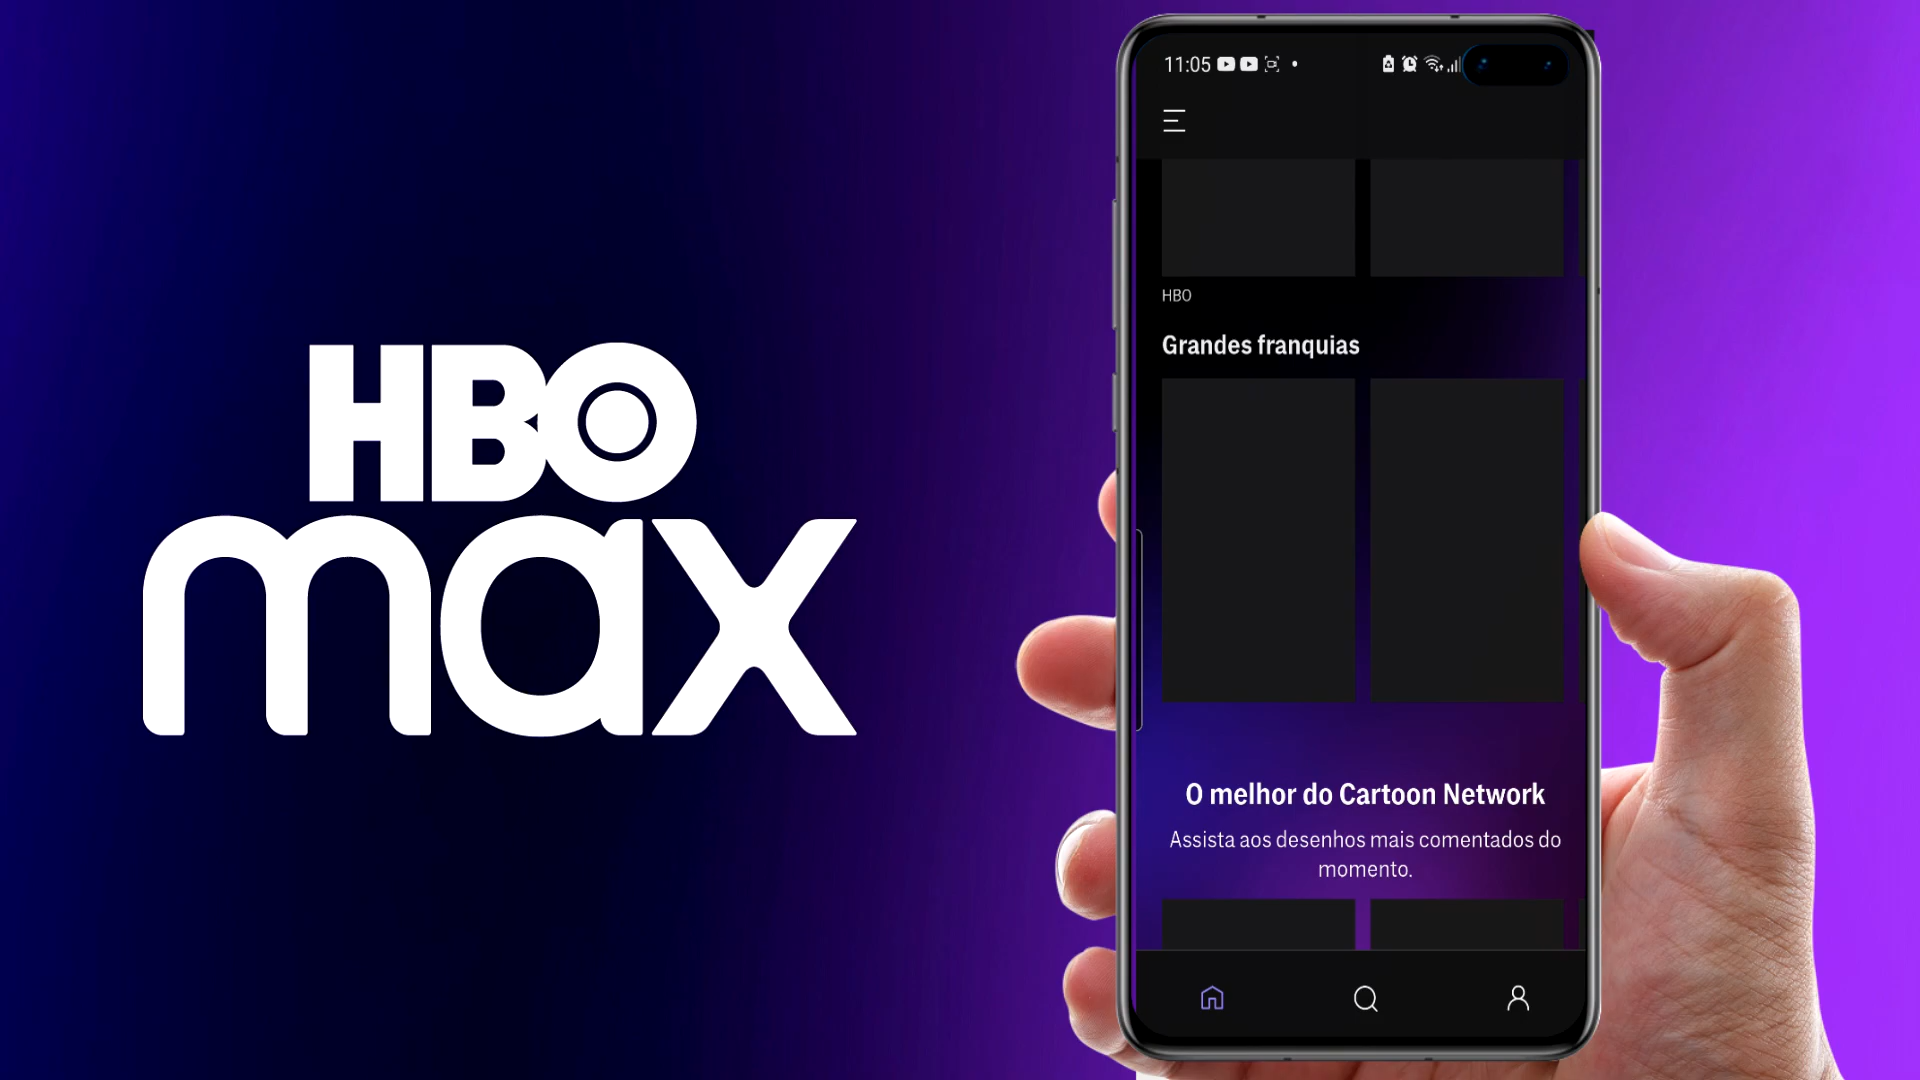 HBO
max
11:05
HBO
Grandes franquias
O melhor do Cartoon Network
Assista aos desenhos mais comentados do
momento.